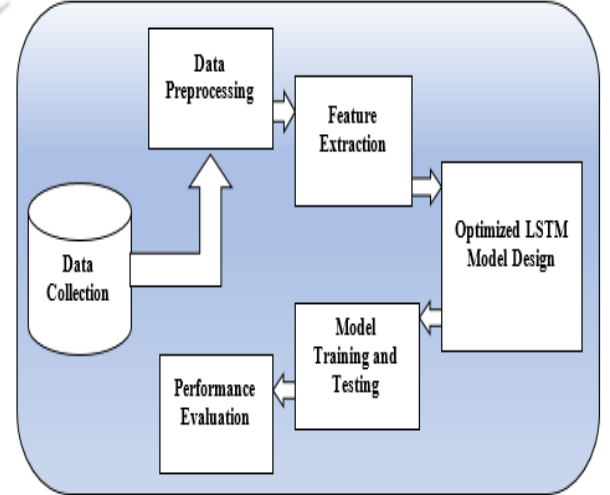 Data
Preprocessing
Feature
Extraction
Optimized LSTM
Model Design
Data
Collection
Model
Training and
Testing
Performance
Evaluation